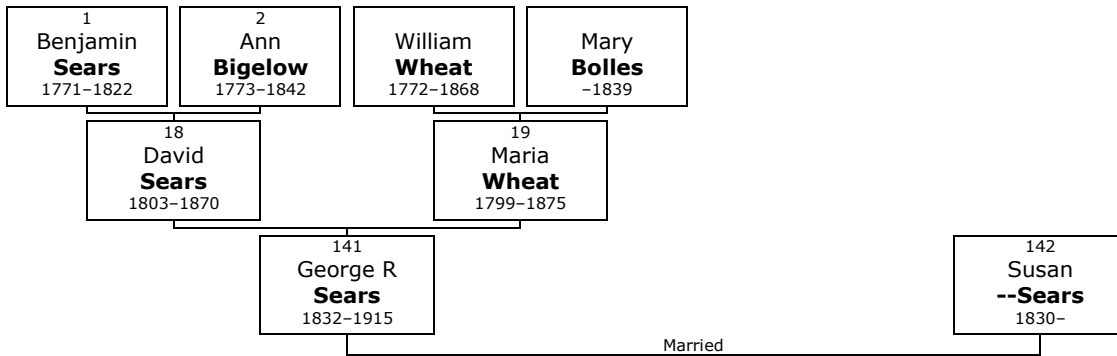 1
Benjamin
Sears
1771–1822
2
Ann
Bigelow
1773–1842
William
Wheat
1772–1868
Mary
Bolles
–1839
18
David
Sears
1803–1870
19
Maria
Wheat
1799–1875
141
George R
Sears
1832–1915
142
Susan
--Sears
1830–
Married